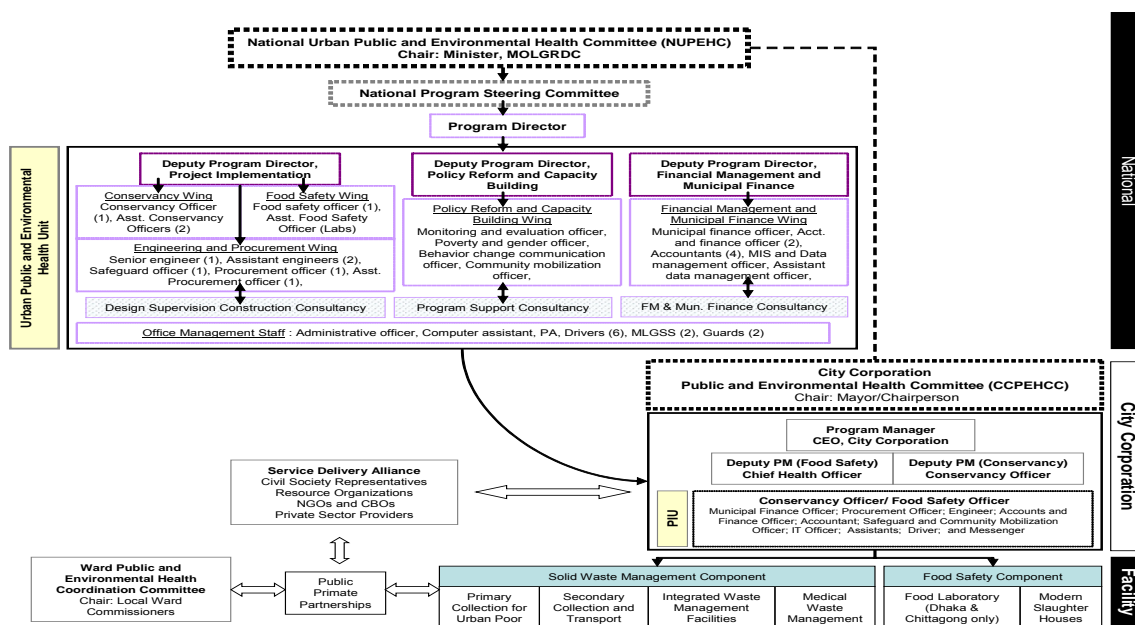 National Urban Public and Environmental Health Committee (NUPEHC)
Chair: Minister, MOLGRDC
National Program Steering Committee
Program Director
National
Urban Public and Environmental
Health Unit
Deputy Program Director,
Project Implementation
Deputy Program Director,
Policy Reform and Capacity
Building
Deputy Program Director,
Financial Management and
Municipal Finance
Conservancy Wing
Conservancy Officer
(1), Asst. Conservancy
Officers (2)
Food Safety Wing
Food safety officer (1),
Asst. Food Safety
Officer (Labs)
Engineering and Procurement Wing
Senior engineer (1), Assistant engineers (2),
Safeguard officer (1), Procurement officer (1), Asst.
Procurement officer (1),
Policy Reform and Capacity
Building Wing
Monitoring and evaluation officer,
Poverty and gender officer,
Behavior change communication
officer, Community mobilization
officer,
Financial Management and
Municipal Finance Wing
Municipal finance officer, Acct.
and finance officer (2),
Accountants (4), MIS and Data
management officer, Assistant
data management officer,
Design Supervision Construction Consultancy
Program Support Consultancy
FM & Mun. Finance Consultancy
Office Management Staff : Administrative officer, Computer assistant, PA, Drivers (6), MLGSS (2), Guards (2)
City Corporation
City Corporation
Public and Environmental Health Committee (CCPEHCC)
Chair: Mayor/Chairperson
Program Manager
CEO, City Corporation
Deputy PM (Food Safety)
Chief Health Officer
Deputy PM (Conservancy)
Conservancy Officer
PIU
Conservancy Officer/ Food Safety Officer
Municipal Finance Officer; Procurement Officer; Engineer; Accounts and
Finance Officer; Accountant; Safeguard and Community Mobilization
Officer; IT Officer; Assistants; Driver; and Messenger
Service Delivery Alliance
Civil Society Representatives
Resource Organizations
NGOs and CBOs
Private Sector Providers
Ward Public and
Environmental Health
Coordination Committee
Chair: Local Ward
Commissioners
Public
Private
Partnerships
Facility
Solid Waste Management Component
Primary
Collection for
Urban Poor
Secondary
Collection and
Transport
Integrated Waste
Management
Facilities
Medical
Waste
Management
Food Safety Component
Food Laboratory
(Dhaka &
Chittagong only)
Modern
Slaughter
Houses